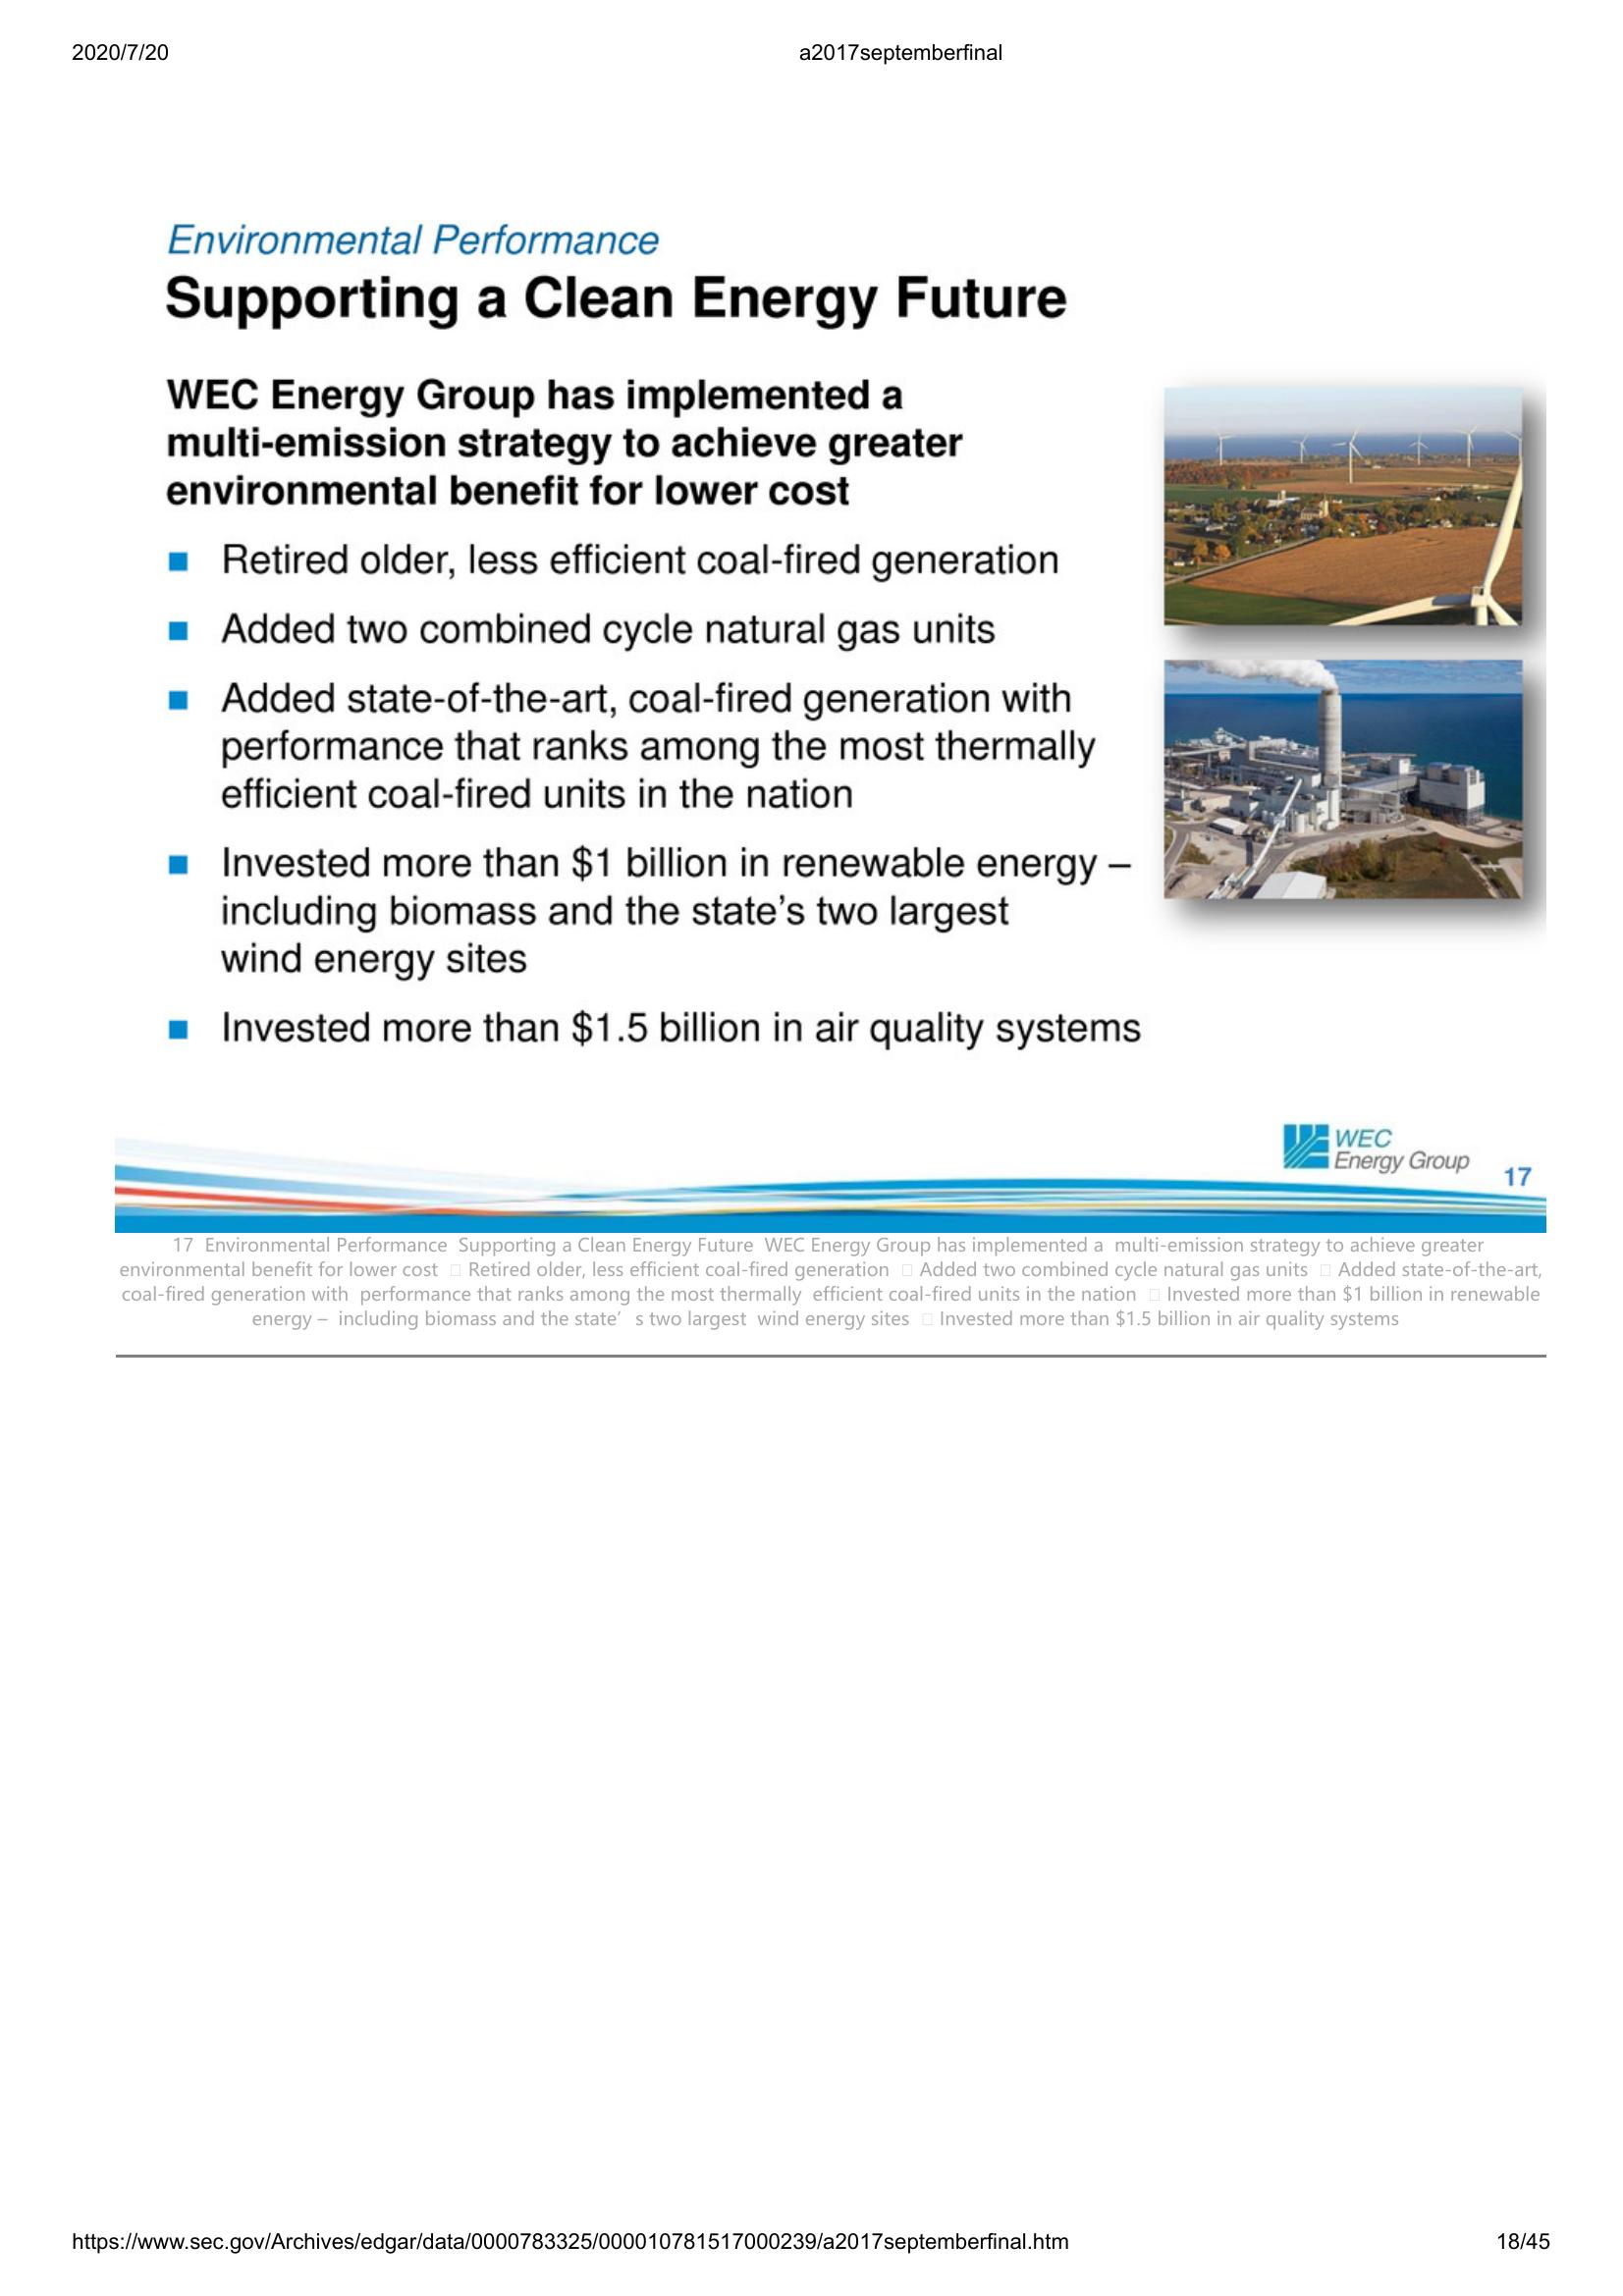 2020/7/20
a2017septemberfinal
Environmental Performance
Supporting a Clean Energy Future
WEC Energy Group has implemented a
multi-emission strategy to achieve greater
environmental benefit for lower cost
■ Retired older, less efficient coal-fired generation
■ Added two combined cycle natural gas units
■ Added state-of-the-art, coal-fired generation with
performance that ranks among the most thermally
efficient coal-fired units in the nation
■ Invested more than $1 billion in renewable energy –
including biomass and the state’s two largest
wind energy sites
■ Invested more than $1.5 billion in air quality systems
WEC
Energy Group
17
17 Environmental Performance Supporting a Clean Energy Future WEC Energy Group has implemented a multi-emission strategy to achieve greater
environmental benefit for lower cost □ Retired older, less efficient coal-fired generation □ Added two combined cycle natural gas units □ Added state-of-the-art,
coal-fired generation with performance that ranks among the most thermally efficient coal-fired units in the nation □ Invested more than $1 billion in renewable
energy – including biomass and the state’ s two largest wind energy sites □ Invested more than $1.5 billion in air quality systems
https://www.sec.gov/Archives/edgar/data/0000783325/000010781517000239/a2017septemberfinal.htm
18/45